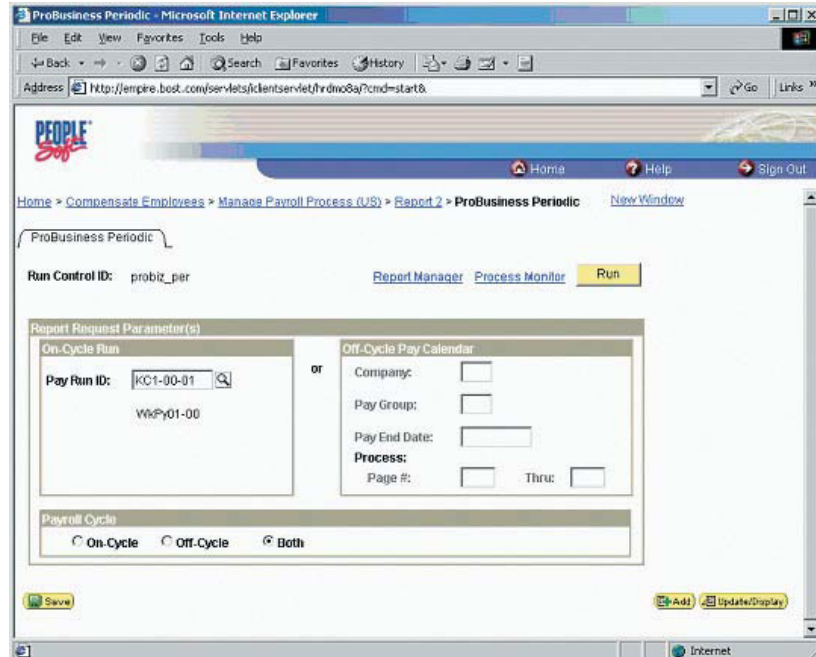 ProBusiness Periodic - Microsoft Internet Explorer
File Edit View Favorites Tools Help
Back Search Favorites History
Address http://empire.bost.com/servlets/iclientservlet/hrdmo8a/?cmd=start& Go Links »
PEOPLE Soft
Home Help Sign Out
Home > Compensate Employees > Manage Payroll Process (US) > Report 2 > ProBusiness Periodic New Window
ProBusiness Periodic
Run Control ID: probiz_per Report Manager Process Monitor Run
Report Request Parameter(s)
On-Cycle Run
Pay Run ID: KC1-00-01
WkPy01-00
or
Off-Cycle Pay Calendar
Company:
Pay Group:
Pay End Date:
Process:
Page #: Thru:
Payroll Cycle
On-Cycle Off-Cycle Both
Save Add Update/Display
Internet